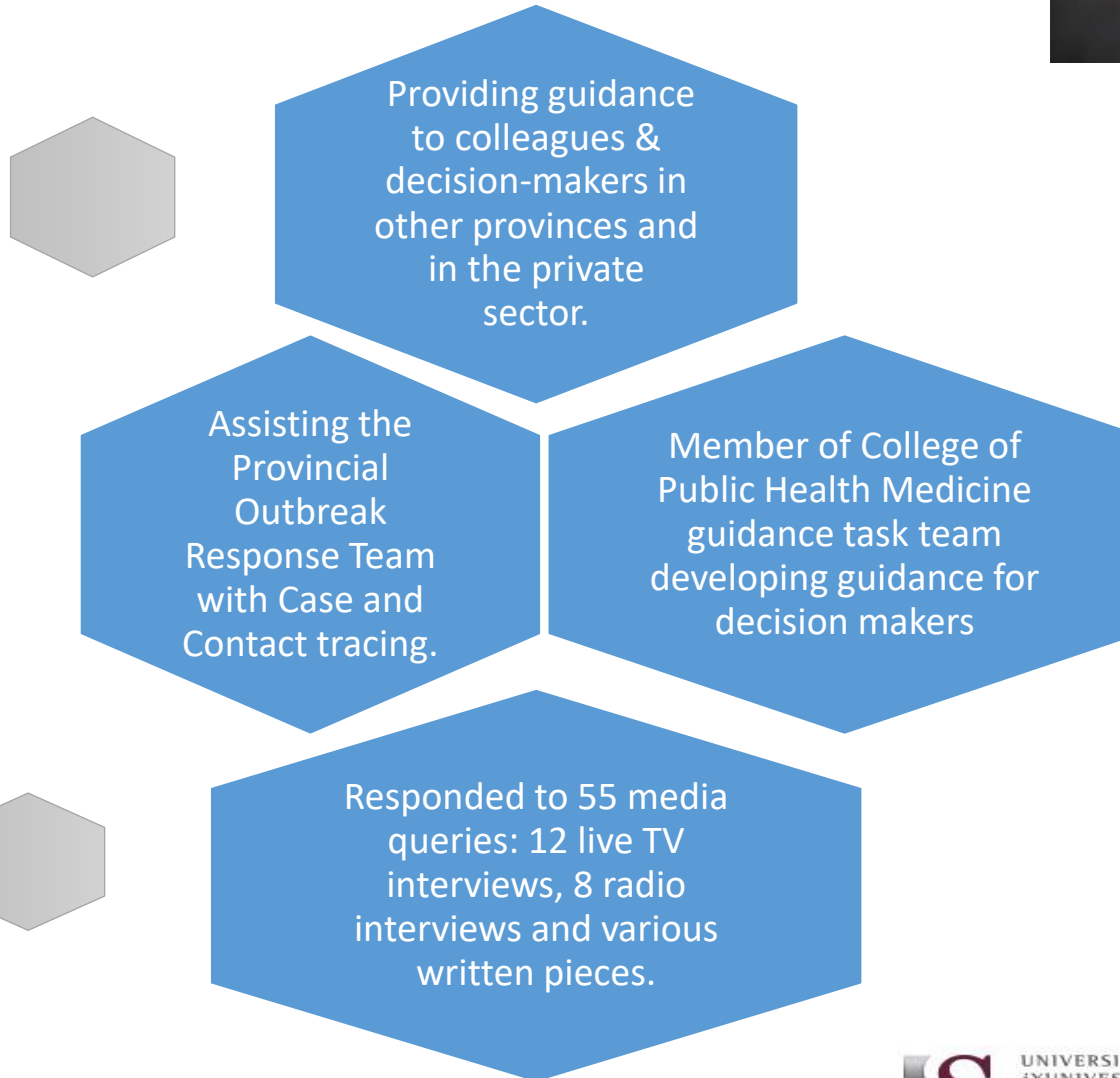 Providing guidance
to colleagues &
decision-makers in
other provinces and
in the private
sector.
Assisting the
Provincial
Outbreak
Response Team
with Case and
Contact tracing.
Member of College of
Public Health Medicine
guidance task team
developing guidance for
decision makers
Responded to 55 media
queries: 12 live TV
interviews, 8 radio
interviews and various
written pieces.